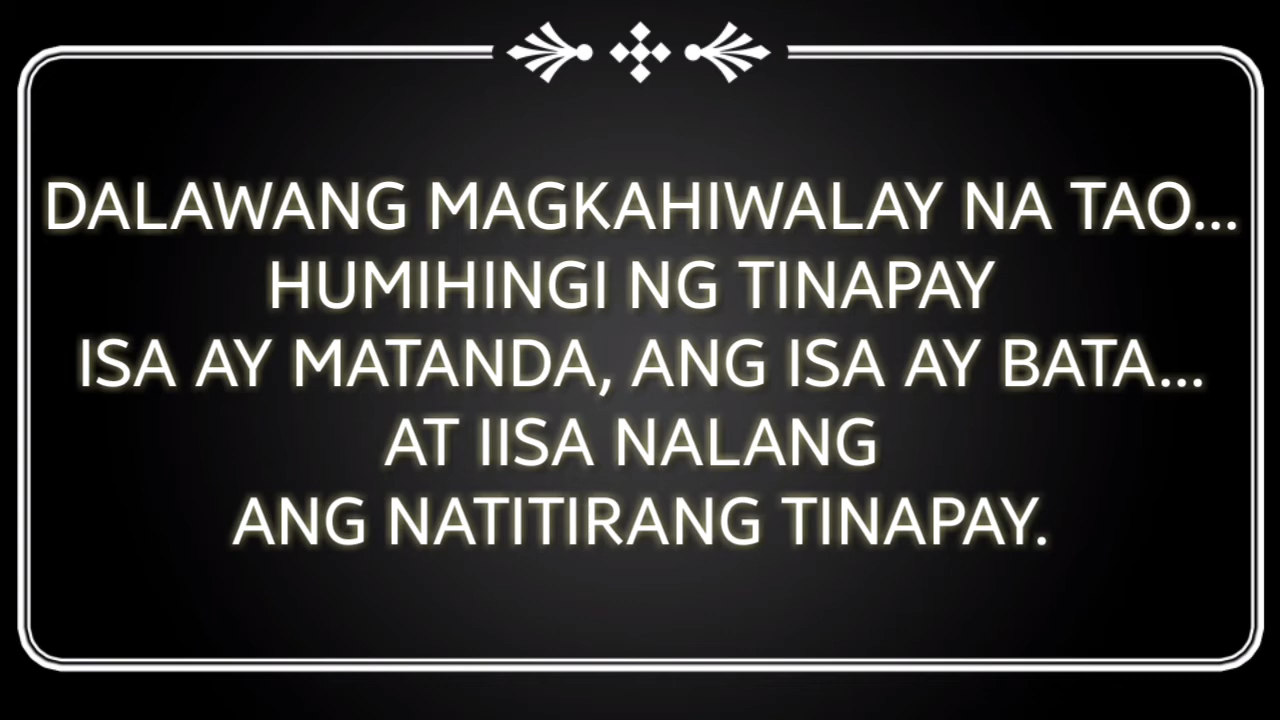 DALAWANG MAGKAHIWALAY NA TAO...
HUMIHINGI NG TINAPAY
ISA AY MATANDA, ANG ISA AY BATA...
AT IISA NALANG
ANG NATITIRANG TINAPAY.